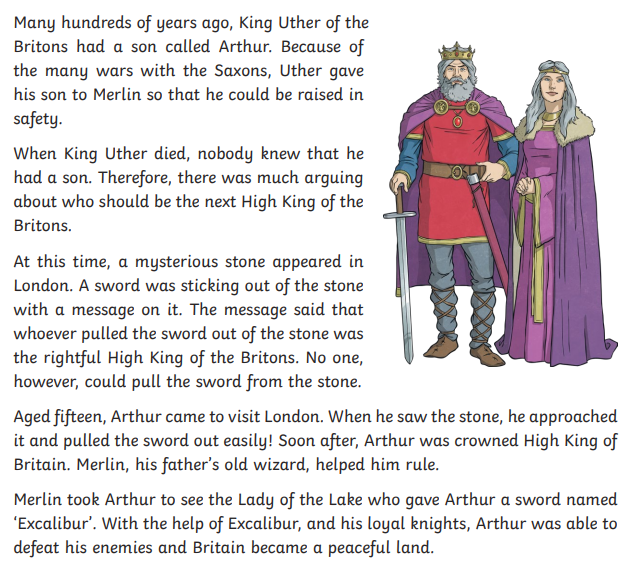 Many hundreds of years ago, King Uther of the
Britons had a son called Arthur. Because of
the many wars with the Saxons, Uther gave
his son to Merlin so that he could be raised in
safety.
When King Uther died, nobody knew that he
had a son. Therefore, there was much arguing
about who should be the next High King of the
Britons.
At this time, a mysterious stone appeared in
London. A sword was sticking out of the stone
with a message on it. The message said that
whoever pulled the sword out of the stone was
the rightful High King of the Britons. No one,
however, could pull the sword from the stone.
Aged fifteen, Arthur came to visit London. When he saw the stone, he approached
it and pulled the sword out easily! Soon after, Arthur was crowned High King of
Britain. Merlin, his father’s old wizard, helped him rule.
Merlin took Arthur to see the Lady of the Lake who gave Arthur a sword named
‘Excalibur’. With the help of Excalibur, and his loyal knights, Arthur was able to
defeat his enemies and Britain became a peaceful land.